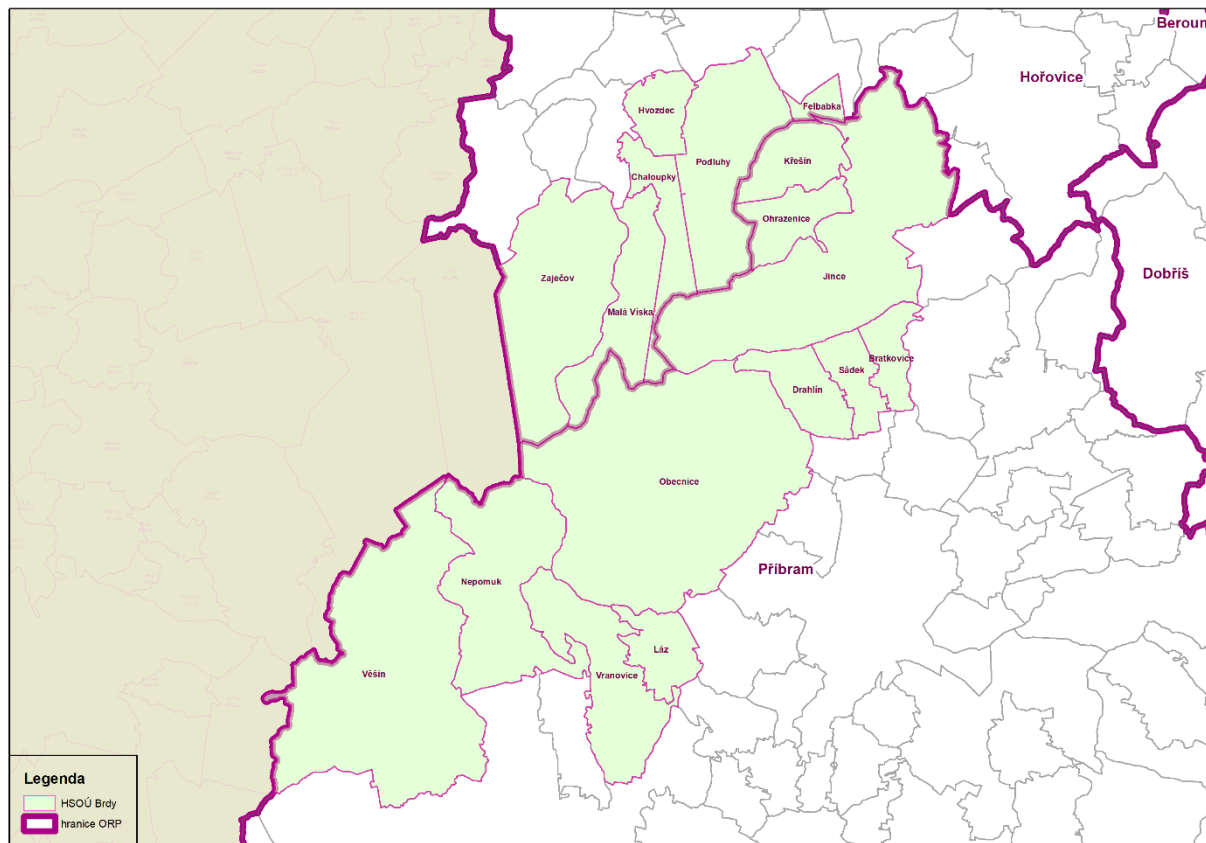 Beroun
Hořovice
Hvozdec
Felbabka
Podluhy
Křešín
Chaloupky
Ohrazenice
Dobříš
Zaječov
Jince
Malá Víska
Bratkovice
Sádek
Drahlín
Obecnice
Příbram
Nepomuk
Láz
Věšín
Vranovice
Legenda
HSOÚ Brdy
hranice ORP